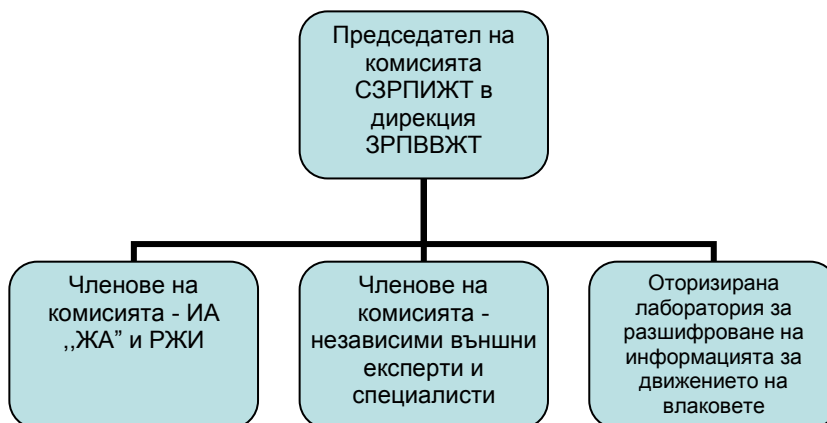 Председател на
комисията
СЗРПИЖТ в
дирекция
ЗРПВВЖТ
Членове на
комисията - ИА
,,ЖА” и РЖИ
Членове на
комисията -
независими външни
експерти и
специалисти
Оторизирана
лаборатория за
разшифроване на
информацията за
движението на
влаковете